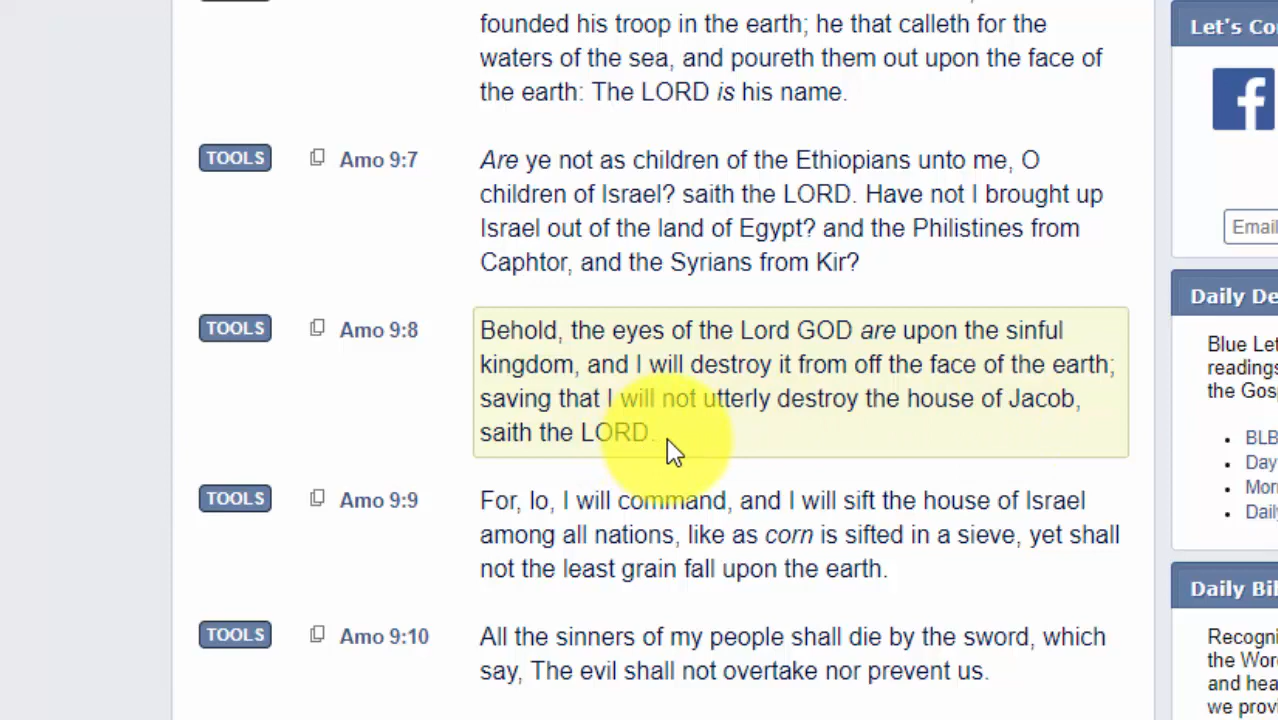 founded his troop in the earth; he that calleth for the
waters of the sea, and poureth them out upon the face of
the earth: The LORD is his name.
TOOLS Amo 9:7 Are ye not as children of the Ethiopians unto me, O
children of Israel? saith the LORD. Have not I brought up
Israel out of the land of Egypt? and the Philistines from
Caphtor, and the Syrians from Kir?
TOOLS Amo 9:8 Behold, the eyes of the Lord GOD are upon the sinful
kingdom, and I will destroy it from off the face of the earth;
saving that I will not utterly destroy the house of Jacob,
saith the LORD.
TOOLS Amo 9:9 For, lo, I will command, and I will sift the house of Israel
among all nations, like as corn is sifted in a sieve, yet shall
not the least grain fall upon the earth.
TOOLS Amo 9:10 All the sinners of my people shall die by the sword, which
say, The evil shall not overtake nor prevent us.
Let's Co
f
Email
Daily De
Blue Let
readings
the Gosp
BLB
Day
Mor
Daily
Daily Bi
Recogni
the Wor
and hea
we provi